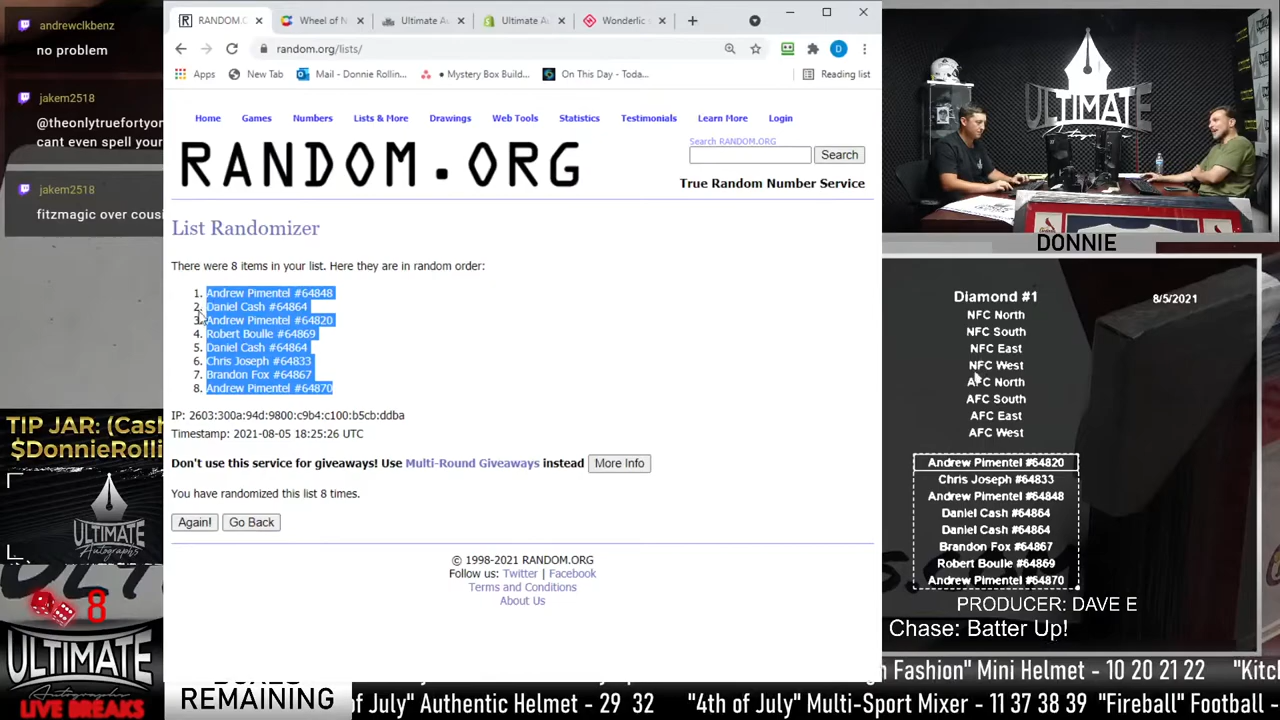 andrewclkbenz
no problem
jakem2518
@theonlytruefortyon
cant even spell your
jakem2518
fitzmagic over cousi
TIP JAR: (Cash
$DonnieRolli
ULTIMATE
Autographs
8
ULTIMATE
Autographs
LIVE BREAKS
RANDOM.O
Wheel of N
Ultimate Au
Ultimate Au
Wonderlic s
random.org/lists/
Apps
New Tab
Mail - Donnie Rollin...
Mystery Box Build...
On This Day - Toda...
Reading list
Home
Games
Numbers
Lists & More
Drawings
Web Tools
Statistics
Testimonials
Learn More
Login
RANDOM.ORG
Search RANDOM.ORG
Search
True Random Number Service
List Randomizer
There were 8 items in your list. Here they are in random order:
1. Andrew Pimentel #64848
2. Daniel Cash #64864
3. Andrew Pimentel #64820
4. Robert Boulle #64869
5. Daniel Cash #64864
6. Chris Joseph #64833
7. Brandon Fox #64867
8. Andrew Pimentel #64870
IP: 2603:300a:94d:9800:c9b4:c100:b5cb:ddba
Timestamp: 2021-08-05 18:25:26 UTC
Don't use this service for giveaways! Use Multi-Round Giveaways instead More Info
You have randomized this list 8 times.
Again! Go Back
© 1998-2021 RANDOM.ORG
Follow us: Twitter | Facebook
Terms and Conditions
About Us
ULTIMATE
DONNIE
Diamond #1
8/5/2021
NFC North
NFC South
NFC East
NFC West
AFC North
AFC South
AFC East
AFC West
Andrew Pimentel #64820
Chris Joseph #64833
Andrew Pimentel #64848
Daniel Cash #64864
Daniel Cash #64864
Brandon Fox #64867
Robert Boulle #64869
Andrew Pimentel #64870
PRODUCER: DAVE E
Chase: Batter Up!
REMAINING
h Fashion" Mini Helmet - 10 20 21 22 "Kitc
of July" Authentic Helmet - 29 32 "4th of July" Multi-Sport Mixer - 11 37 38 39 "Fireball" Football -